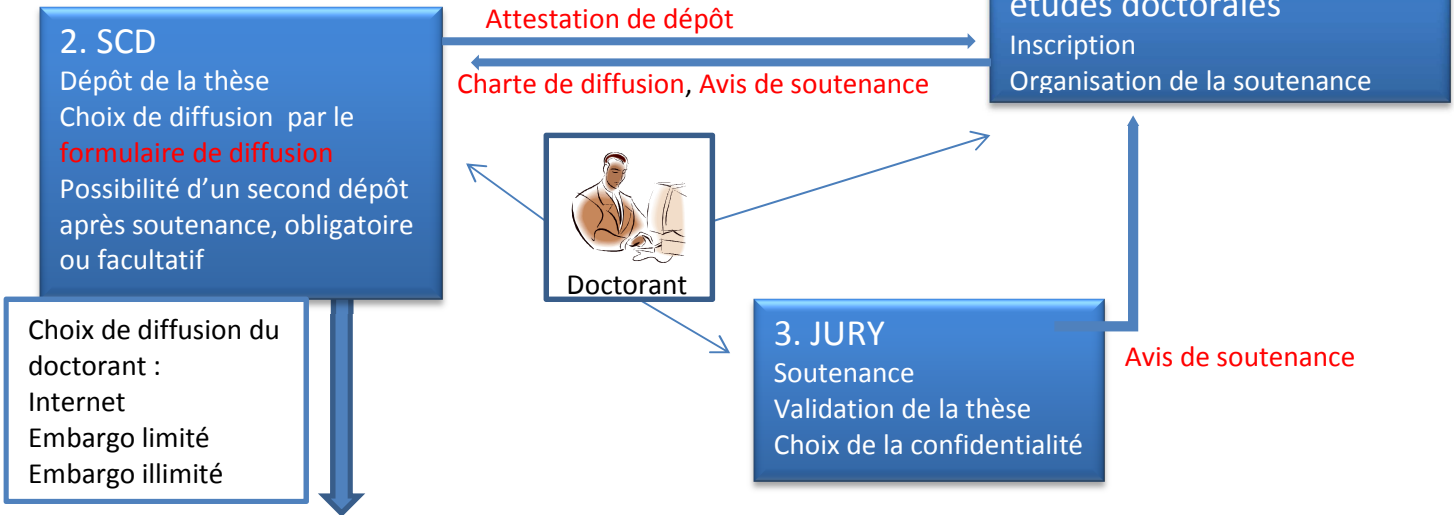 études doctorales
Inscription
Organisation de la soutenance
Attestation de dépôt
Charte de diffusion, Avis de soutenance
2. SCD
Dépôt de la thèse
Choix de diffusion  par le
formulaire de diffusion
Possibilité d’un second dépôt
après soutenance, obligatoire
ou facultatif
Doctorant
Choix de diffusion du
doctorant :
Internet
Embargo limité
Embargo illimité
3. JURY
Soutenance
Validation de la thèse
Choix de la confidentialité
Avis de soutenance